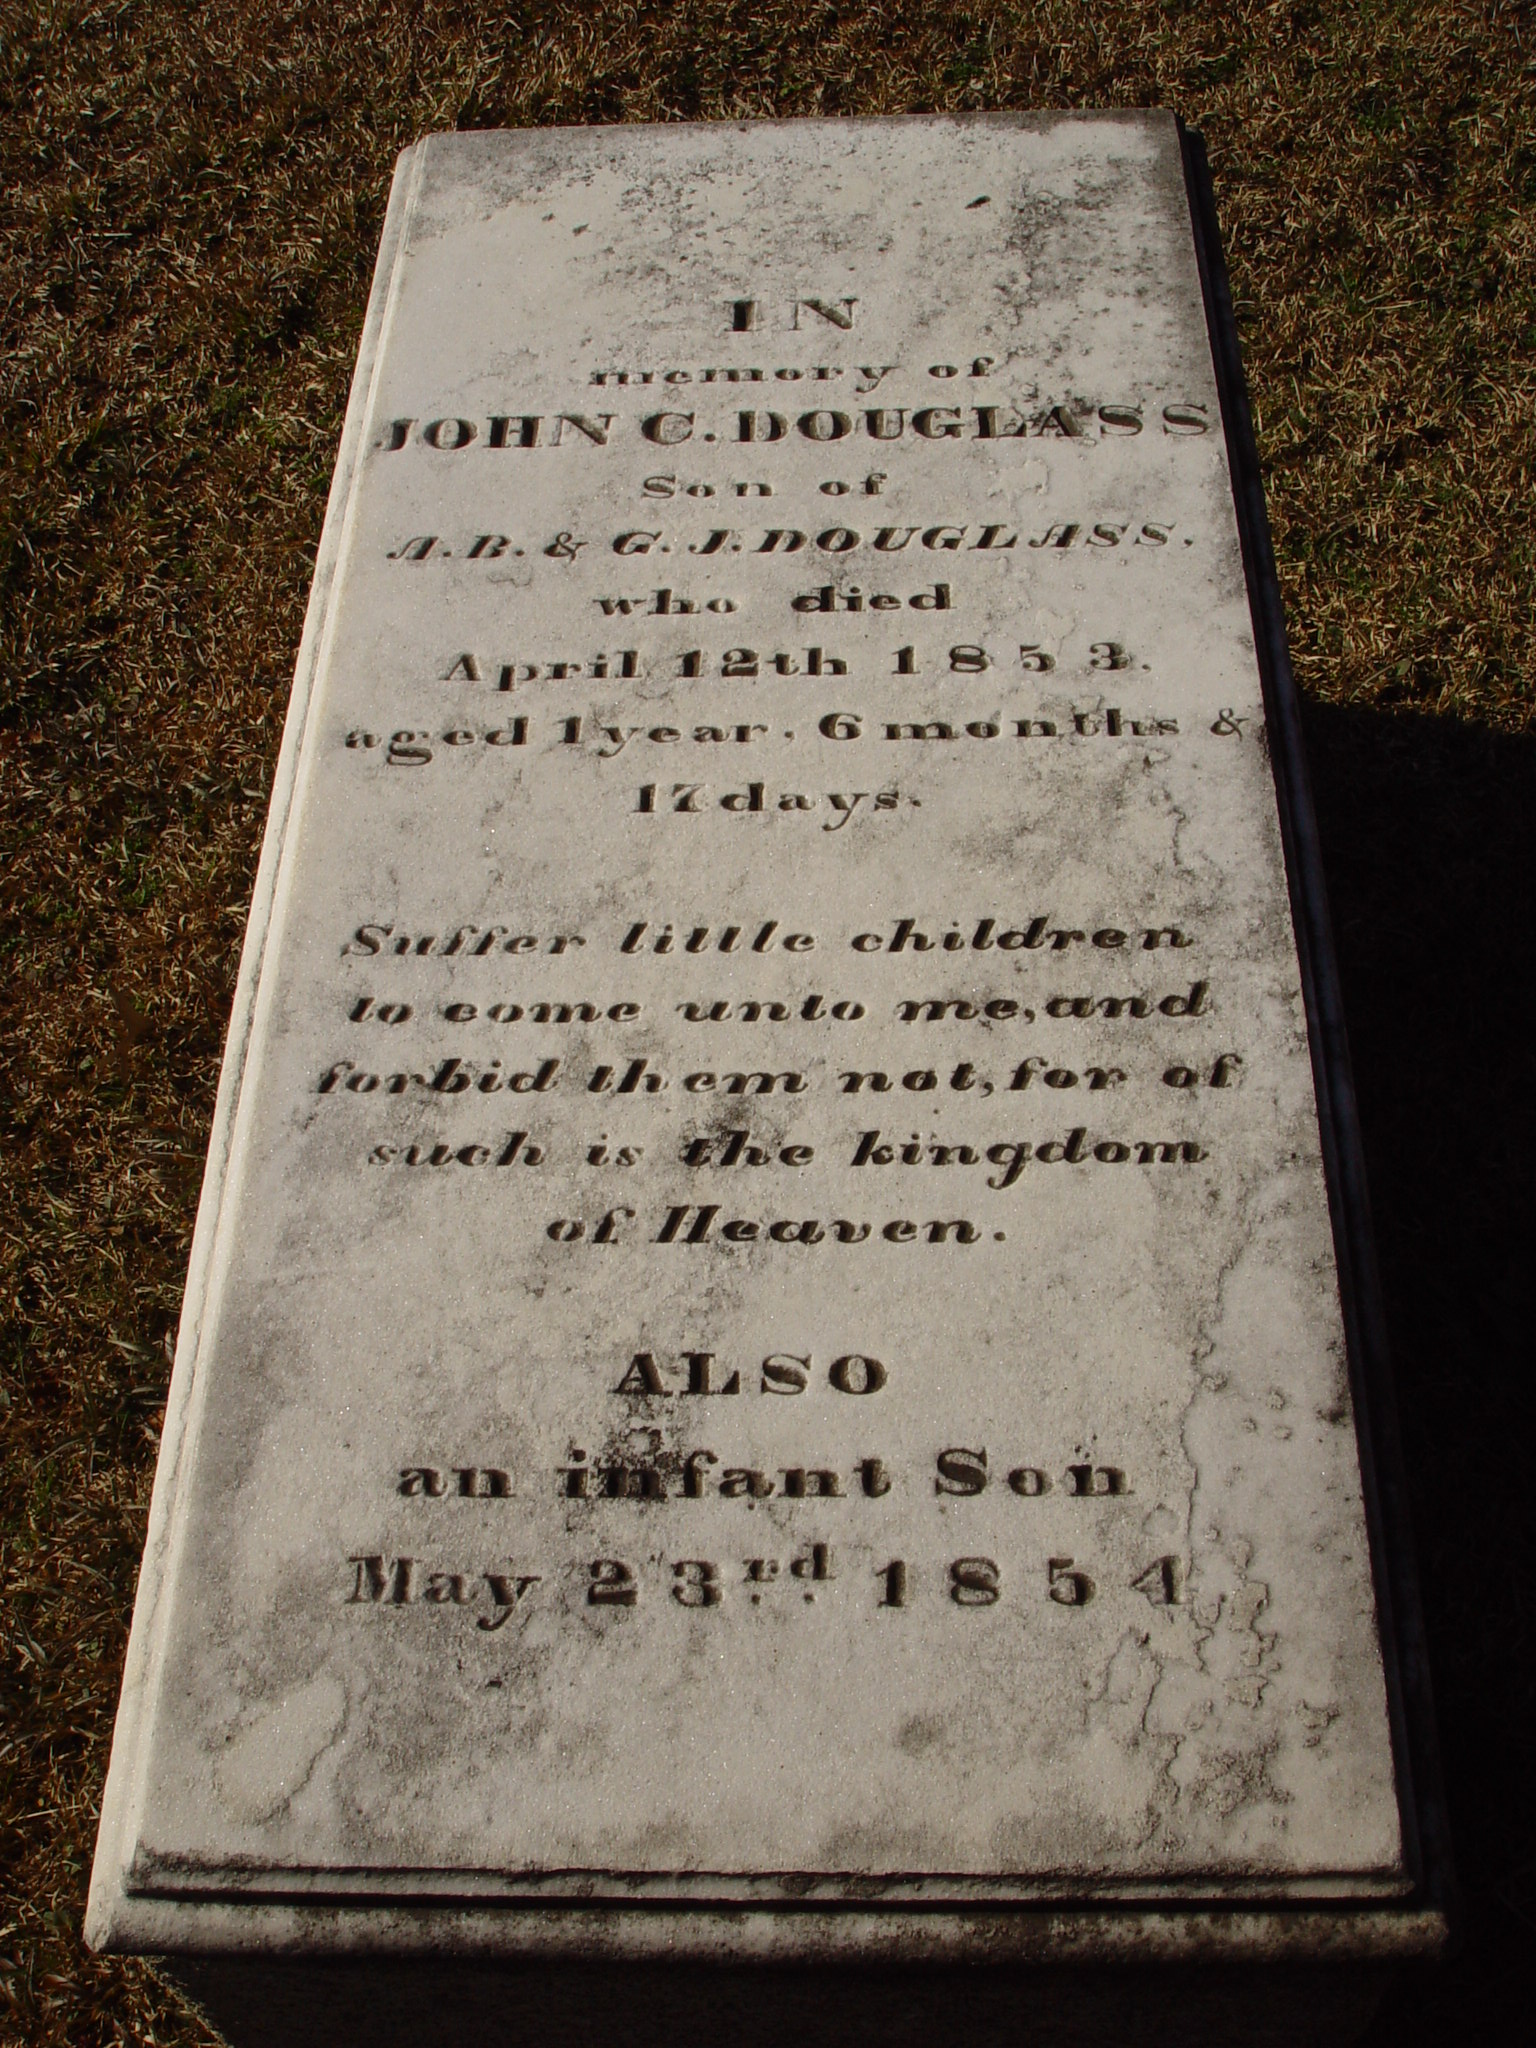 IN
memory of
JOHN C. DOUGLASS
Son of
A. B. & G. J. DOUGLASS.
who died
April 12th 1853.
aged 1 year, 6 months &
17 days.
Suffer little children
to come unto me, and
forbid them not, for of
such is the kingdom
of Heaven.
ALSO
an infant Son
May 23rd 1854